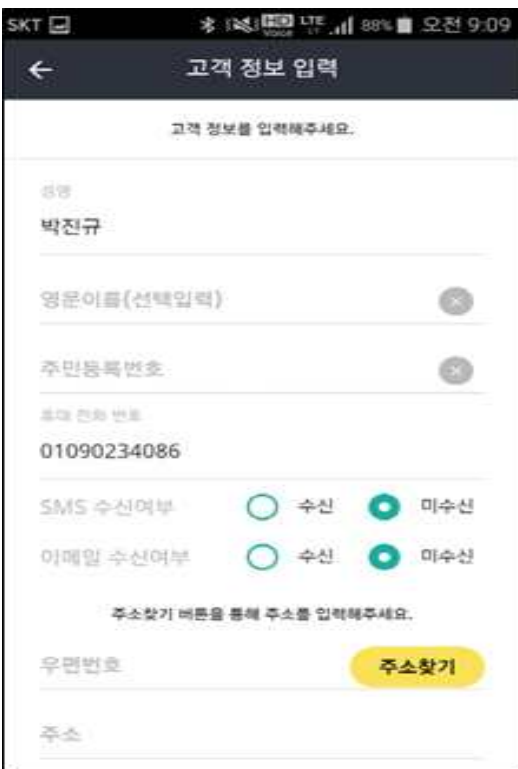 SKT HD Voice LTE 88% 오전 9:09
고객 정보 입력
고객 정보를 입력해주세요.
성명
박진규
영문이름(선택입력)
주민등록번호
휴대 전화 번호
01090234086
SMS 수신여부 수신 미수신
이메일 수신여부 수신 미수신
주소찾기 버튼을 통해 주소를 입력해주세요.
우편번호 주소찾기
주소